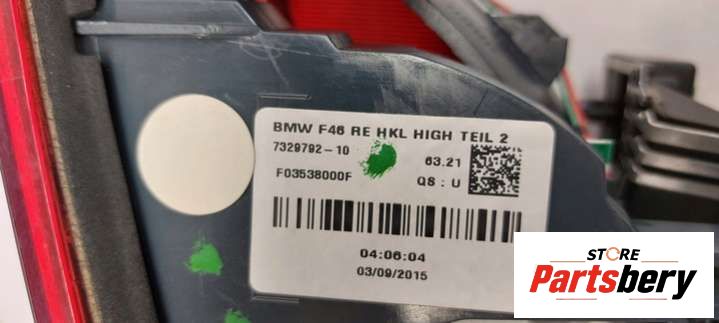 BMW F46 RE HKL HIGH TEIL 2
7329792-10 63.21
F03538000F QS : U
04:06:04
03/09/2015
STORE
Partsbery